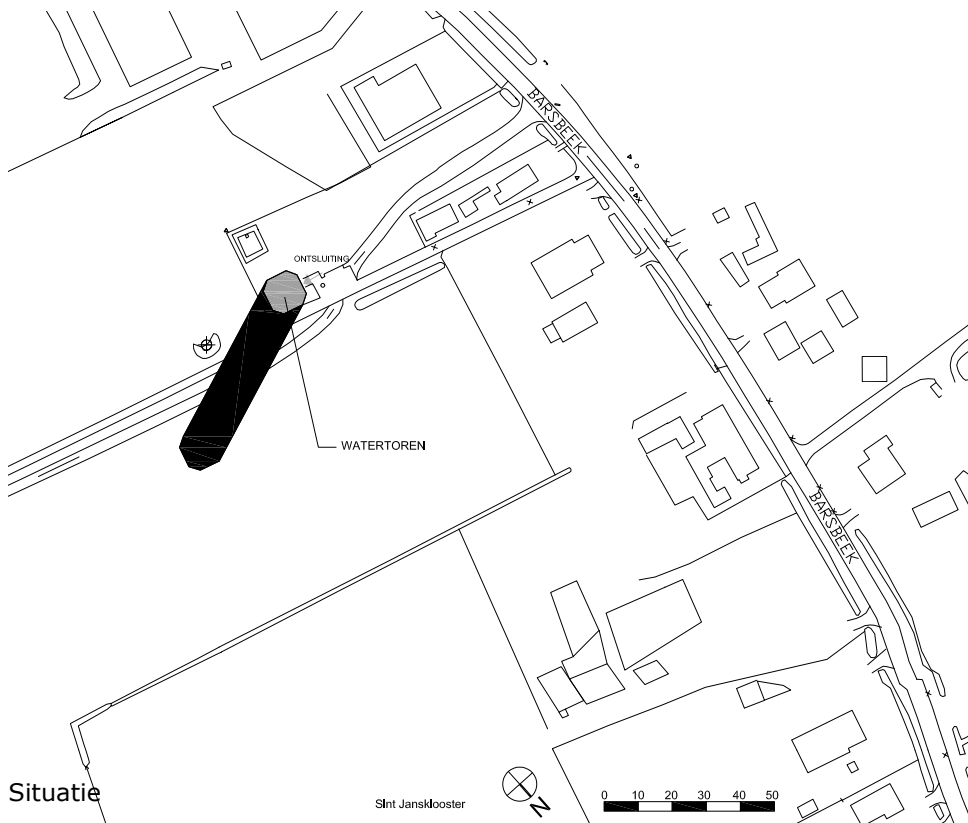 BARSBEEK
ONTSLUITING
WATERTOREN
BARSBEEK
Situatie
SInt Jansklooster
N
0 10 20 30 40 50